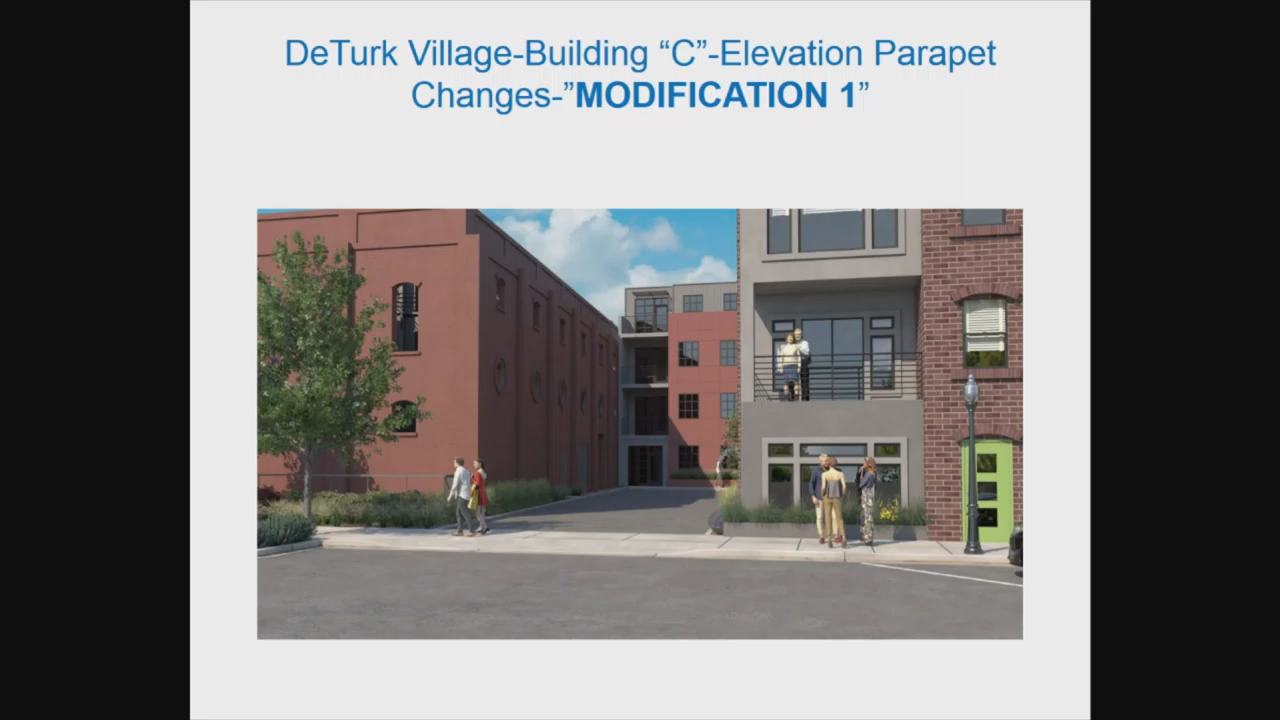 DeTurk Village-Building “C”-Elevation Parapet
Changes-”MODIFICATION 1”